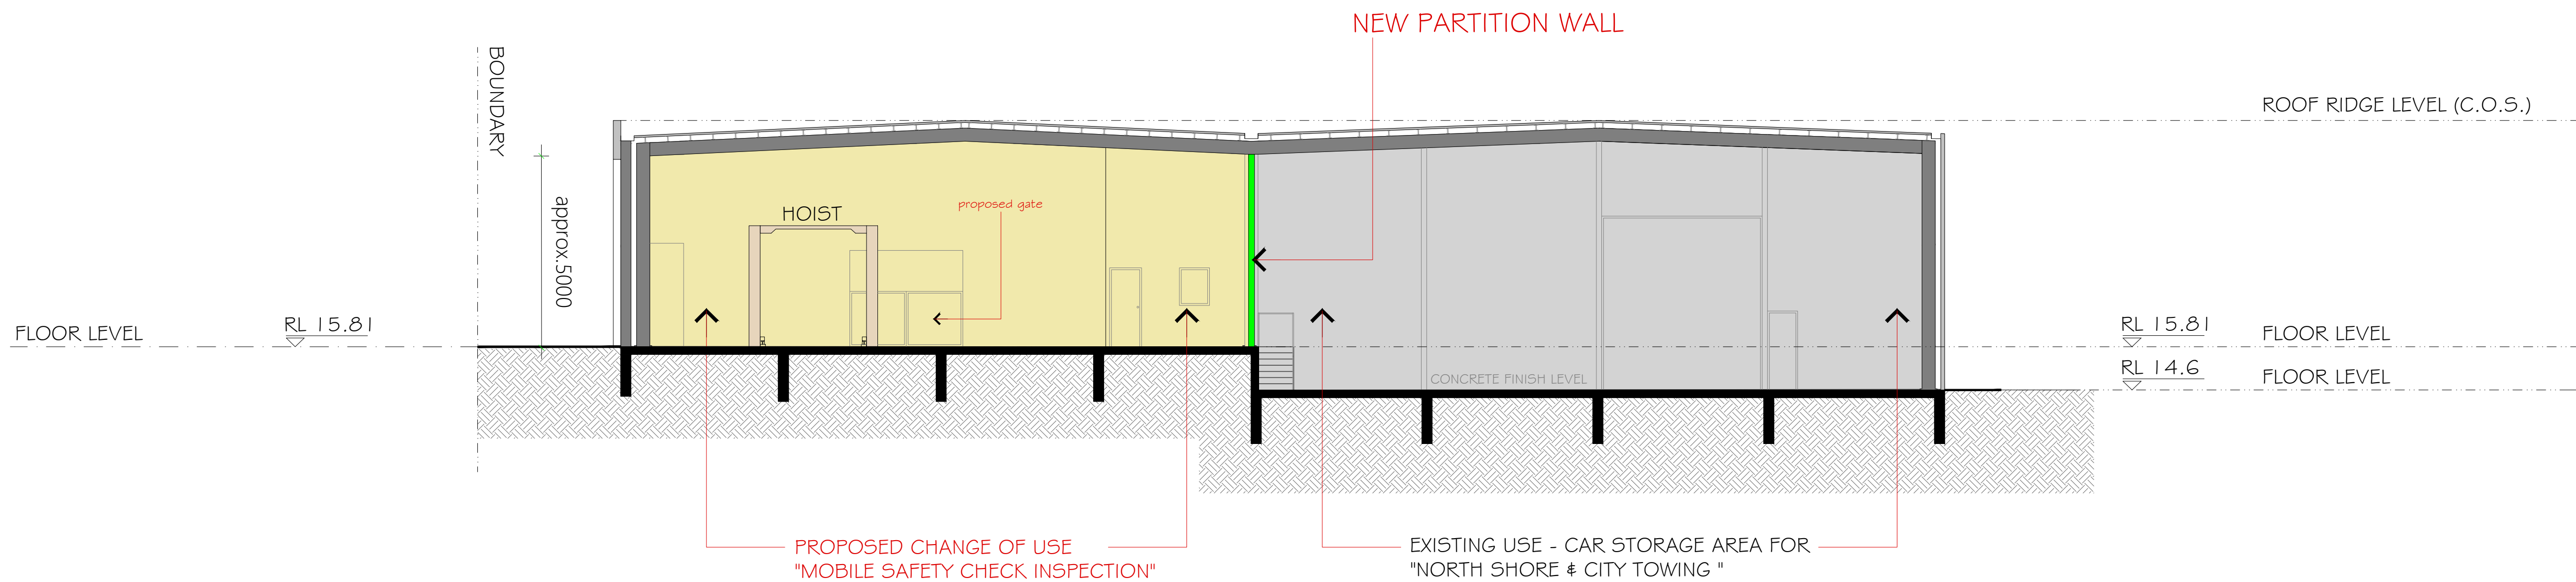 NEW PARTITION WALL
BOUNDARY
ROOF RIDGE LEVEL (C.O.S.)
approx.5000
HOIST
proposed gate
FLOOR LEVEL
RL 15.81
RL 15.81
FLOOR LEVEL
RL 14.6
FLOOR LEVEL
CONCRETE FINISH LEVEL
PROPOSED CHANGE OF USE
"MOBILE SAFETY CHECK INSPECTION"
EXISTING USE - CAR STORAGE AREA FOR
"NORTH SHORE & CITY TOWING "